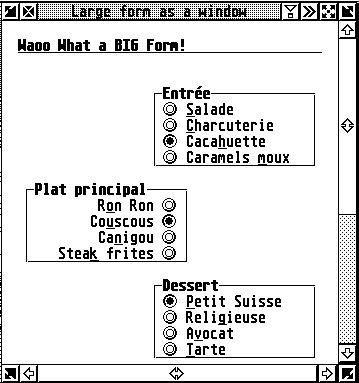 Large form as a window
Waoo What a BIG Form!
Entrée
Salade
Charcuterie
Cacahuette
Caramels moux
Plat principal
Ron Ron
Couscous
Canigou
Steak frites
Dessert
Petit Suisse
Religieuse
Avocat
Tarte